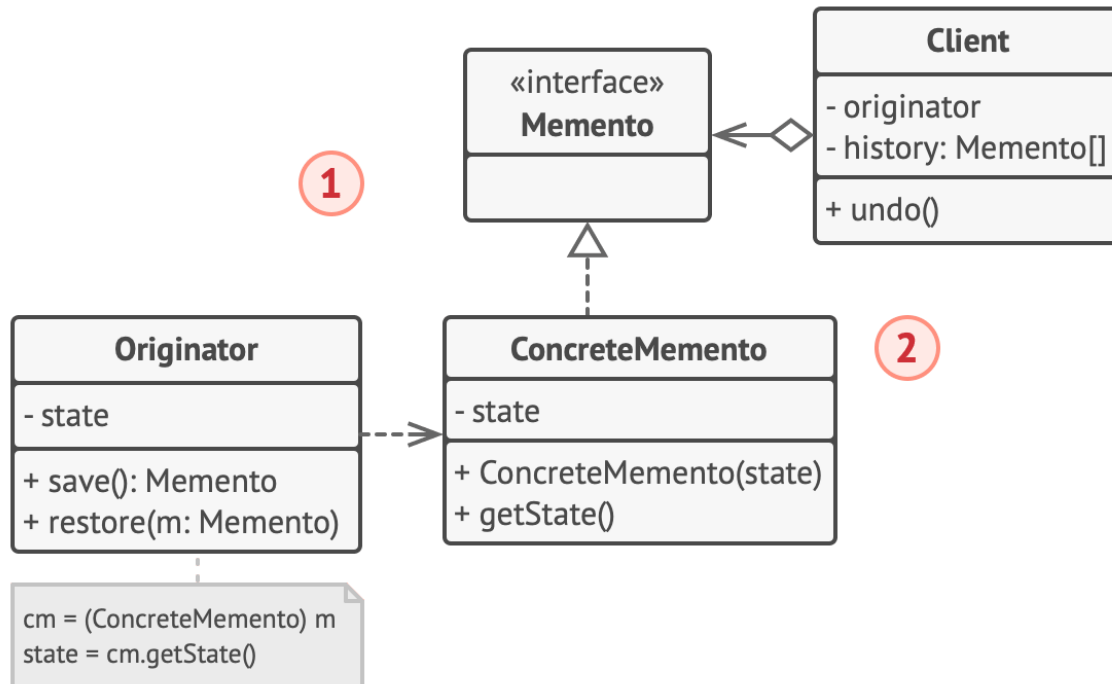 Client
- originator
- history: Memento[]
+ undo()
«interface»
Memento
1
Originator
- state
+ save(): Memento
+ restore(m: Memento)
ConcreteMemento
- state
+ ConcreteMemento(state)
+ getState()
2
cm = (ConcreteMemento) m
state = cm.getState()